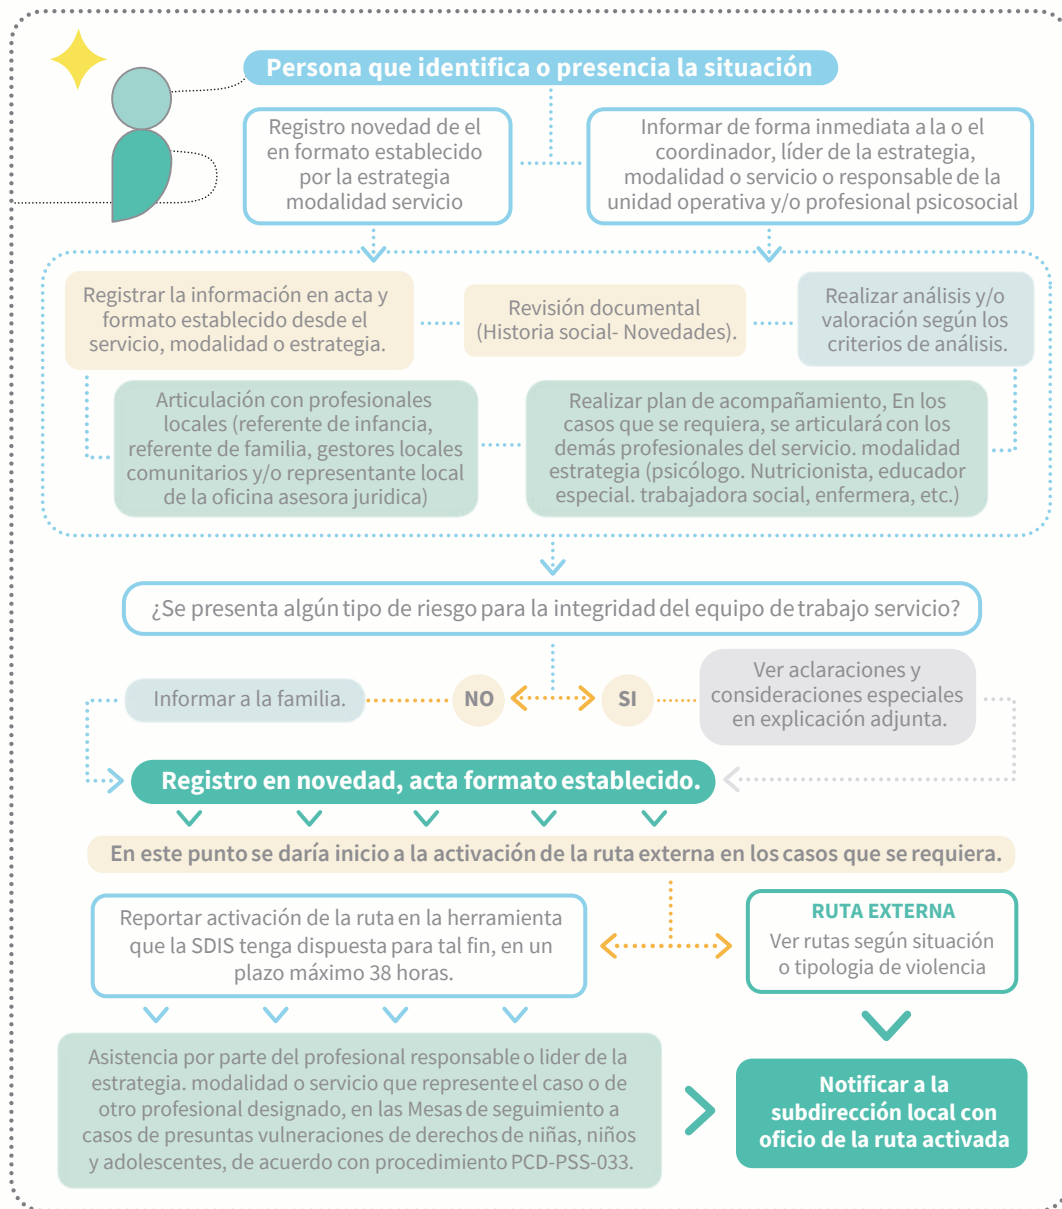 Persona que identifica o presencia la situación
Registro novedad de el
en formato establecido
por la estrategia
modalidad servicio
Informar de forma inmediata a la o el
coordinador, líder de la estrategia,
modalidad o servicio o responsable de la
unidad operativa y/o profesional psicosocial
Registrar la información en acta y
formato establecido desde el
servicio, modalidad o estrategia.
Revisión documental
(Historia social- Novedades).
Realizar análisis y/o
valoración según los
criterios de análisis.
Articulación con profesionales
locales (referente de infancia,
referente de familia, gestores locales
comunitarios y/o representante local
de la oficina asesora juridica)
Realizar plan de acompañamiento, En los
casos que se requiera, se articulará con los
demás profesionales del servicio. modalidad
estrategia (psicólogo. Nutricionista, educador
especial. trabajadora social, enfermera, etc.)
¿Se presenta algún tipo de riesgo para la integridad del equipo de trabajo servicio?
Informar a la familia.
NO
SI
Ver aclaraciones y
consideraciones especiales
en explicación adjunta.
Registro en novedad, acta formato establecido.
En este punto se daría inicio a la activación de la ruta externa en los casos que se requiera.
Reportar activación de la ruta en la herramienta
que la SDIS tenga dispuesta para tal fin, en un
plazo máximo 38 horas.
RUTA EXTERNA
Ver rutas según situación
o tipologia de violencia
Asistencia por parte del profesional responsable o lider de la
estrategia. modalidad o servicio que represente el caso o de
otro profesional designado, en las Mesas de seguimiento a
casos de presuntas vulneraciones de derechos de niñas, niños
y adolescentes, de acuerdo con procedimiento PCD-PSS-033.
Notificar a la
subdirección local con
oficio de la ruta activada